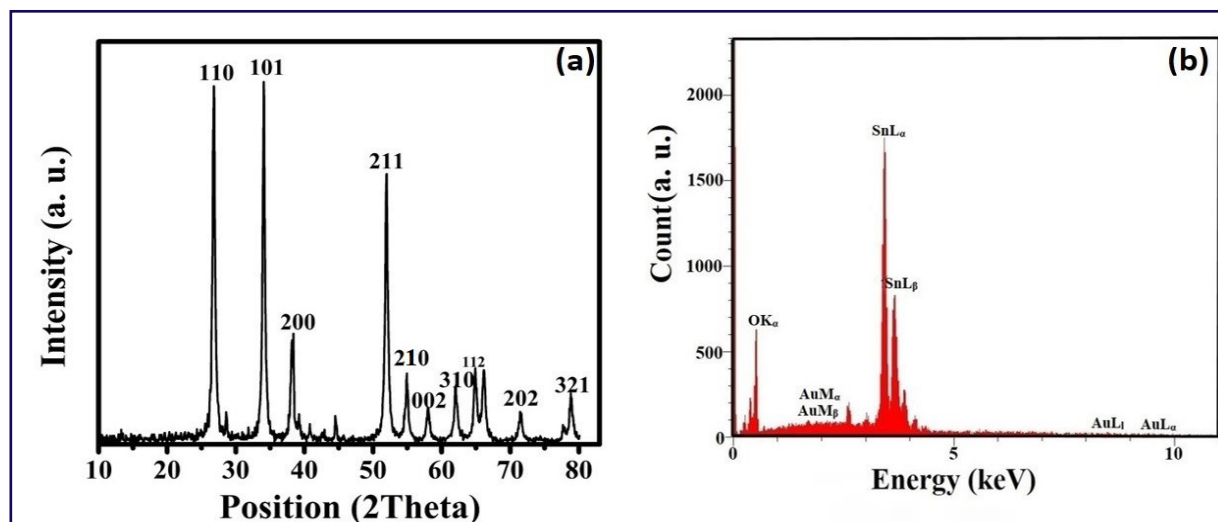 (a)
110
101
200
211
210
002
310
112
202
321
Intensity (a. u.)
10 20 30 40 50 60 70 80
Position (2Theta)
(b)
2000
1500
1000
500
0
Count(a. u.)
SnLα
SnLβ
OKα
AuMα
AuMβ
AuLl
AuLα
0 5 10
Energy (keV)